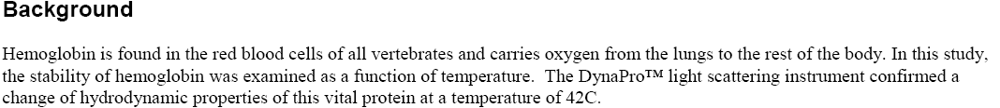 Background
Hemoglobin is found in the red blood cells of all vertebrates and carries oxygen from the lungs to the rest of the body. In this study,
the stability of hemoglobin was examined as a function of temperature.  The DynaPro™ light scattering instrument confirmed a
change of hydrodynamic properties of this vital protein at a temperature of 42C.